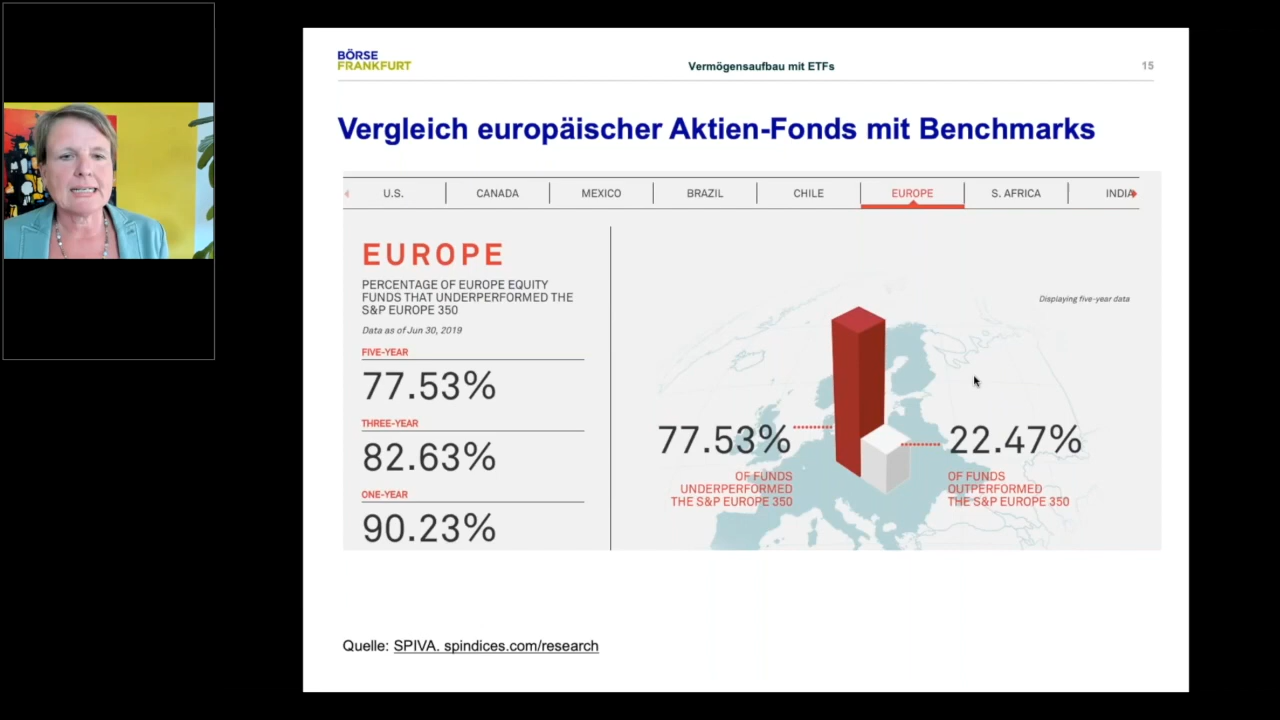 BÖRSE
FRANKFURT
Vermögensaufbau mit ETFs
15
Vergleich europäischer Aktien-Fonds mit Benchmarks
U.S.
CANADA
MEXICO
BRAZIL
CHILE
EUROPE
S. AFRICA
INDIA
EUROPE
PERCENTAGE OF EUROPE EQUITY
FUNDS THAT UNDERPERFORMED THE
S&P EUROPE 350
Data as of Jun 30, 2019
FIVE-YEAR
77.53%
THREE-YEAR
82.63%
ONE-YEAR
90.23%
Displaying five-year data
77.53%
OF FUNDS
UNDERPERFORMED
THE S&P EUROPE 350
22.47%
OF FUNDS
OUTPERFORMED
THE S&P EUROPE 350
Quelle: SPIVA. spindices.com/research